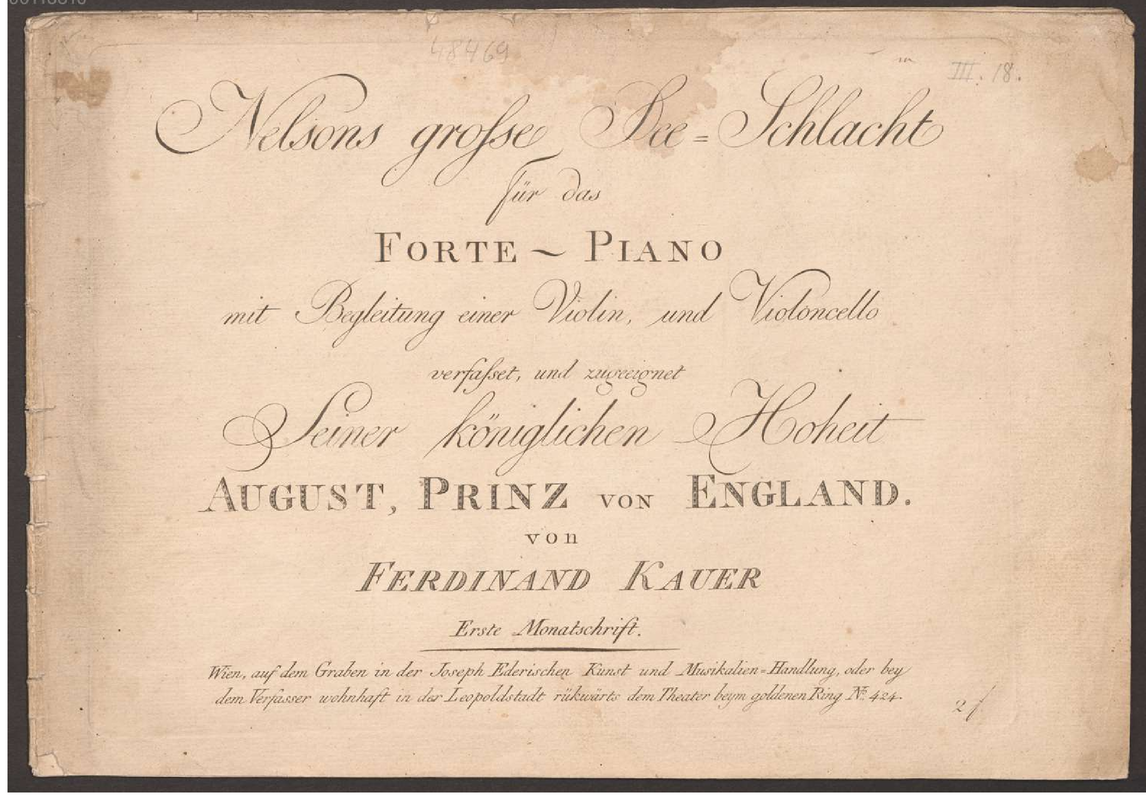 48469
III. 18.
Nelsons grosse See=Schlacht
für das
FORTE ~ PIANO
mit Begleitung einer Violin, und Violoncello
verfasset, und zugeeignet
Seiner königlichen Hoheit
AUGUST, PRINZ VON ENGLAND.
von
FERDINAND KAUER
Erste Monatschrift.
Wien, auf dem Graben in der Joseph Ederischen Kunst und Musikalien=Handlung, oder bey
dem Verfasser wohnhaft in der Leopoldstadt rükwärts dem Theater beym goldenen Ring No. 424.
2 f